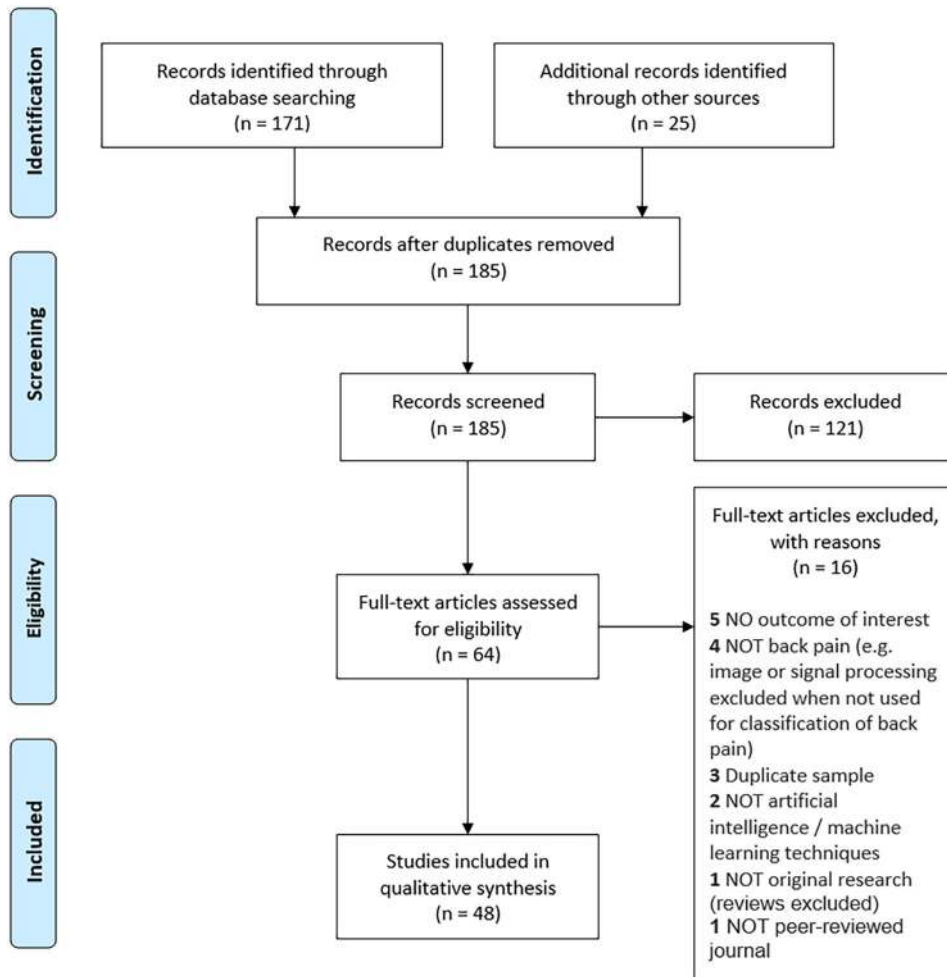 Identification
Records identified through
database searching
(n = 171)
Additional records identified
through other sources
(n = 25)
Records after duplicates removed
(n = 185)
Screening
Records screened
(n = 185)
Records excluded
(n = 121)
Eligibility
Full-text articles assessed
for eligibility
(n = 64)
Full-text articles excluded,
with reasons
(n = 16)
5 NO outcome of interest
4 NOT back pain (e.g.
image or signal processing
excluded when not used
for classification of back
pain)
3 Duplicate sample
2 NOT artificial
intelligence / machine
learning techniques
1 NOT original research
(reviews excluded)
1 NOT peer-reviewed
journal
Included
Studies included in
qualitative synthesis
(n = 48)